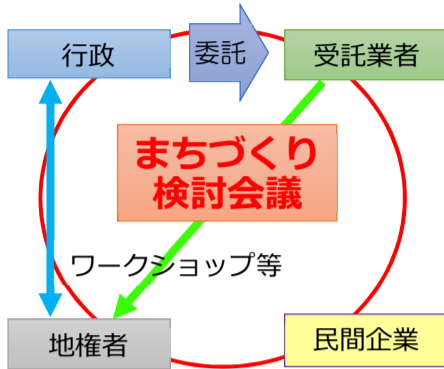 行政
委託
受託業者
まちづくり
検討会議
ワークショップ等
地権者
民間企業